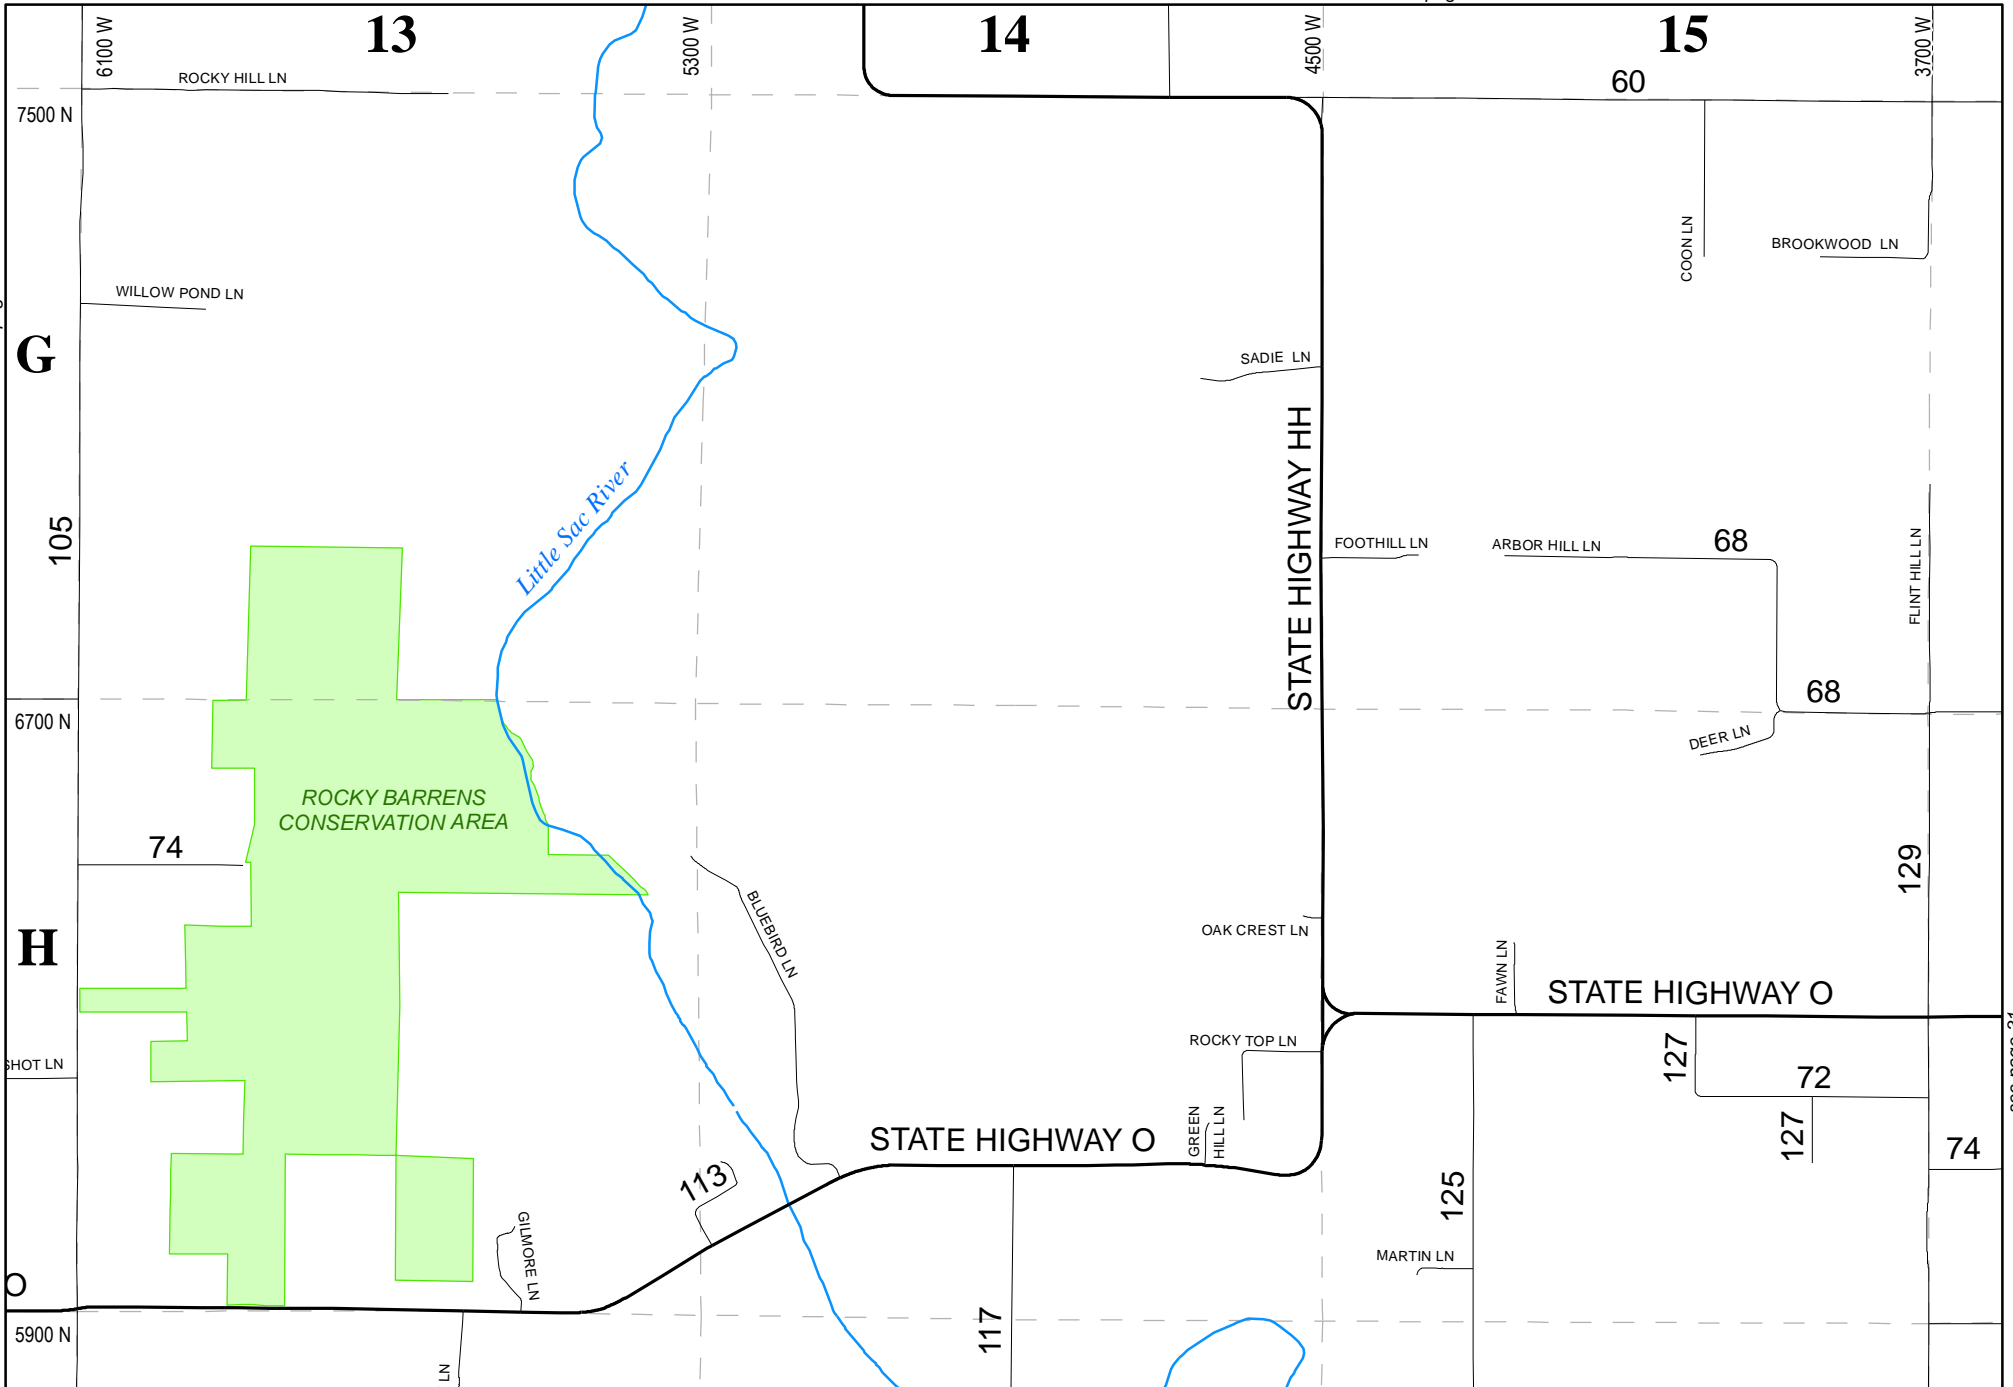 13
14
15
6100 W
5300 W
4500 W
3700 W
ROCKY HILL LN
60
7500 N
COON LN
BROOKWOOD LN
WILLOW POND LN
G
SADIE LN
STATE HIGHWAY HH
Little Sac River
105
FOOTHILL LN
ARBOR HILL LN
68
FLINT HILL LN
6700 N
68
DEER LN
ROCKY BARRENS
CONSERVATION AREA
74
129
BLUEBIRD LN
H
OAK CREST LN
FAWN LN
STATE HIGHWAY O
ROCKY TOP LN
127
SHOT LN
72
GREEN
HILL LN
STATE HIGHWAY O
127
74
113
125
GILMORE LN
MARTIN LN
O
117
5900 N
LN